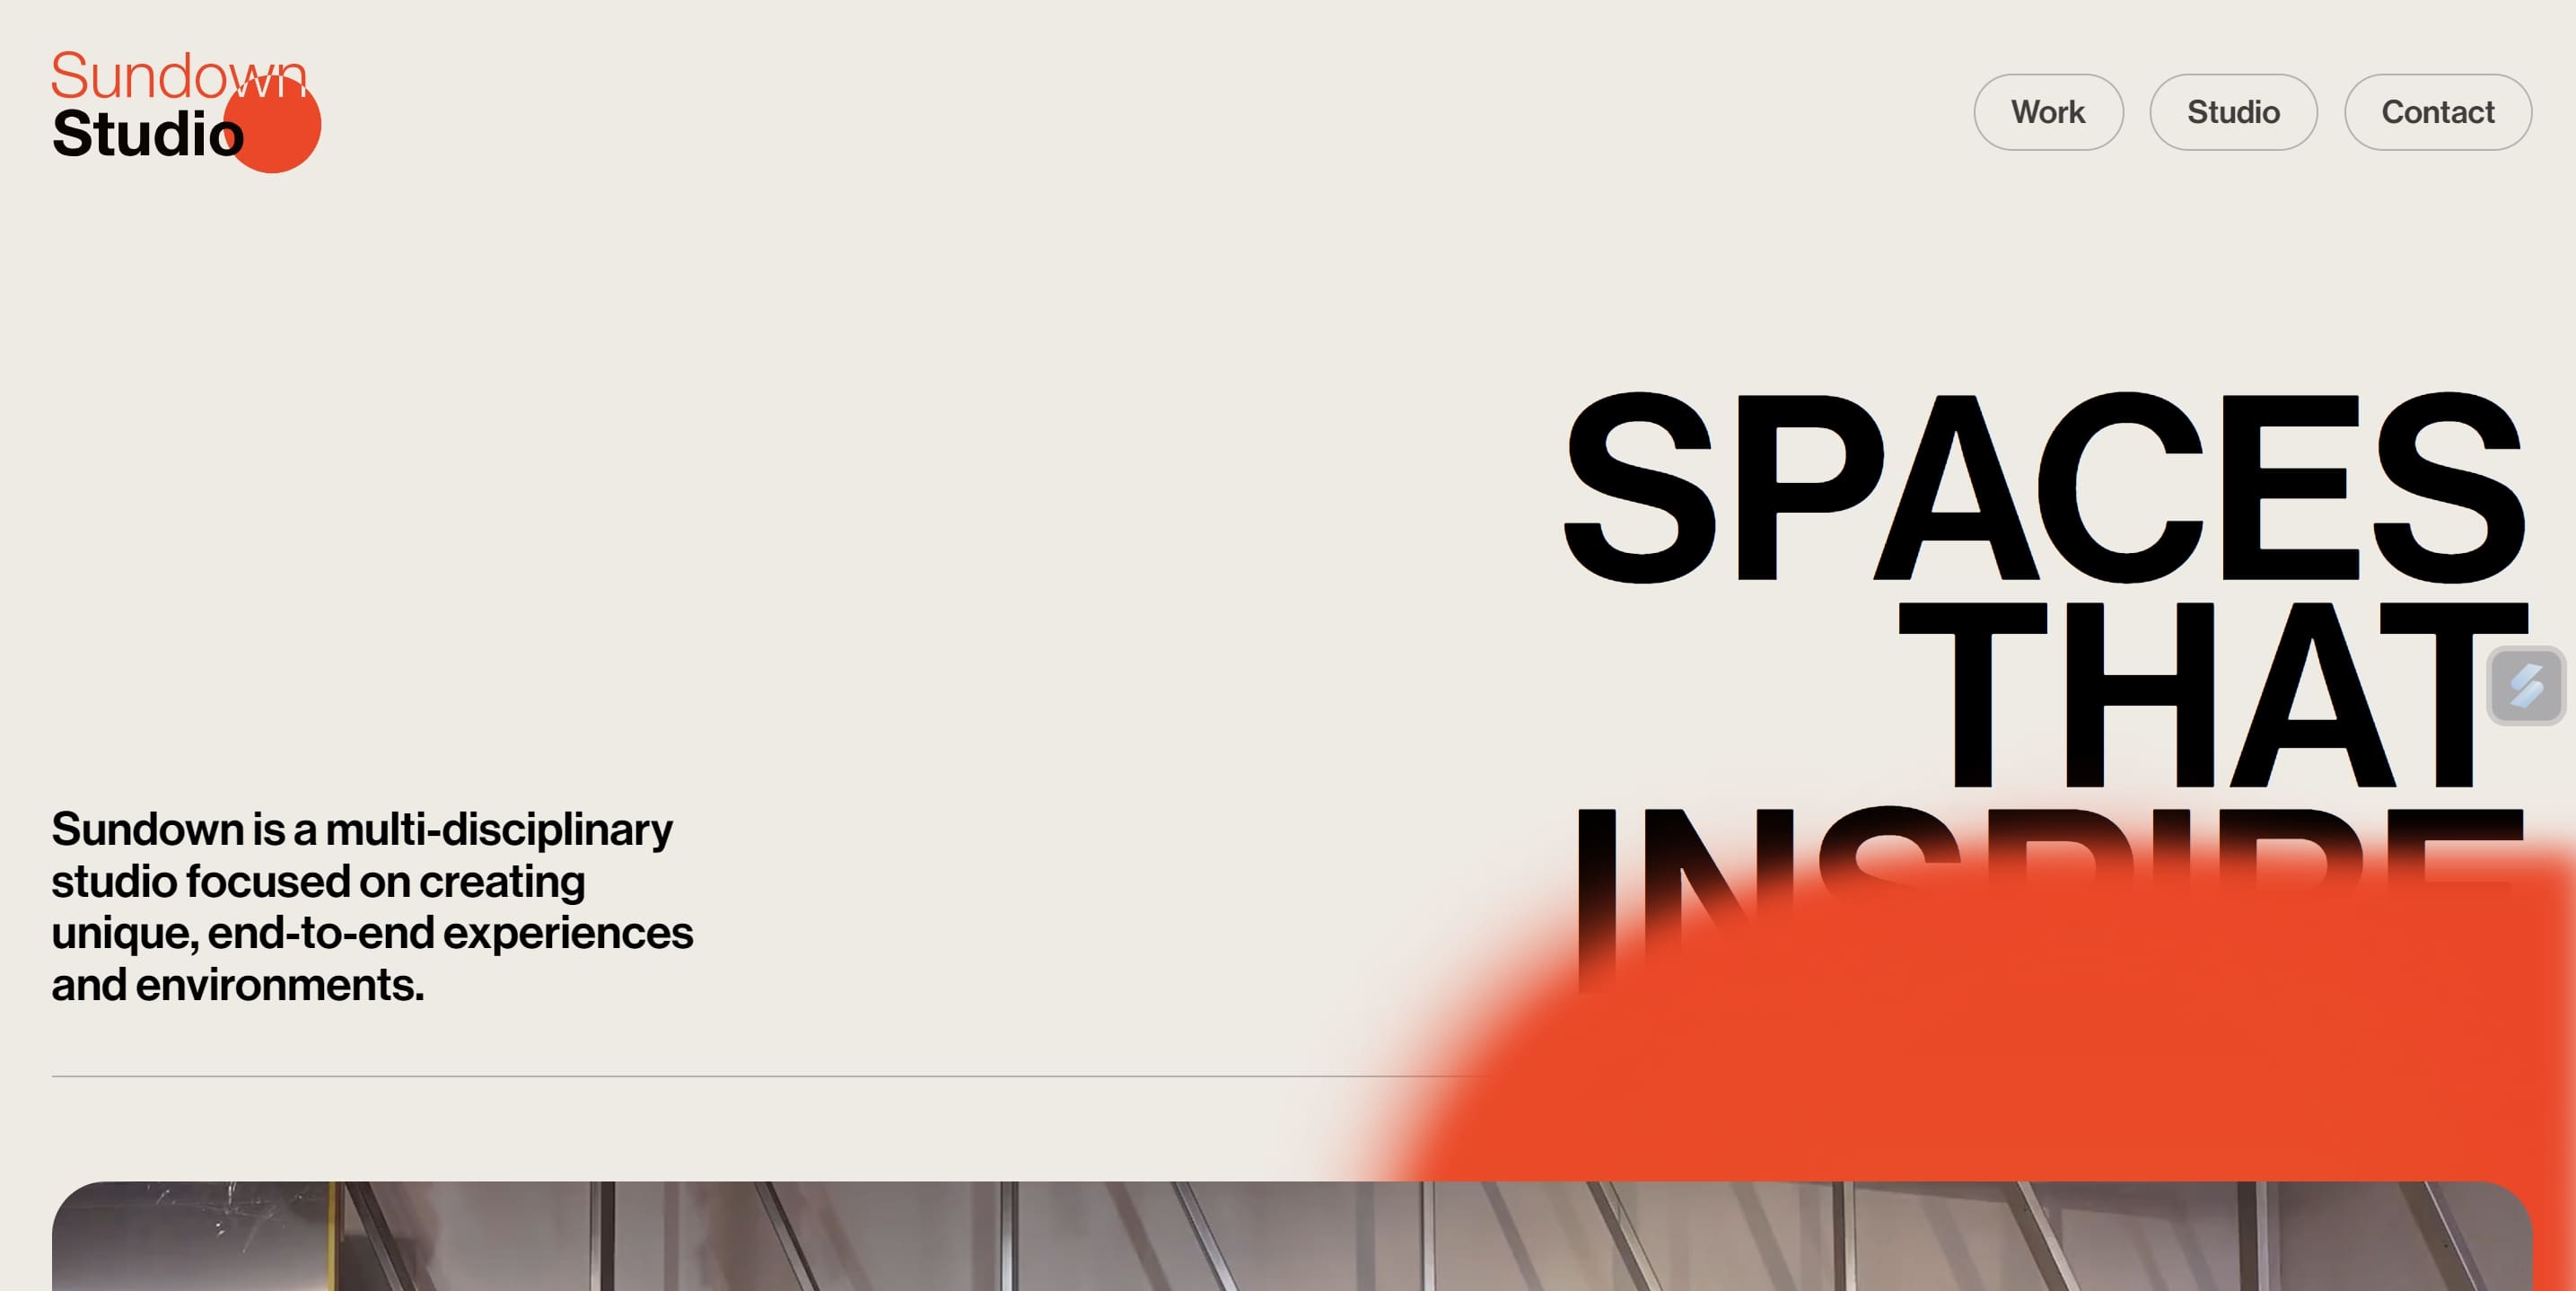 Sundown
Studio
Work
Studio
Contact
SPACES
THAT
INSPIRE
Sundown is a multi-disciplinary
studio focused on creating
unique, end-to-end experiences
and environments.